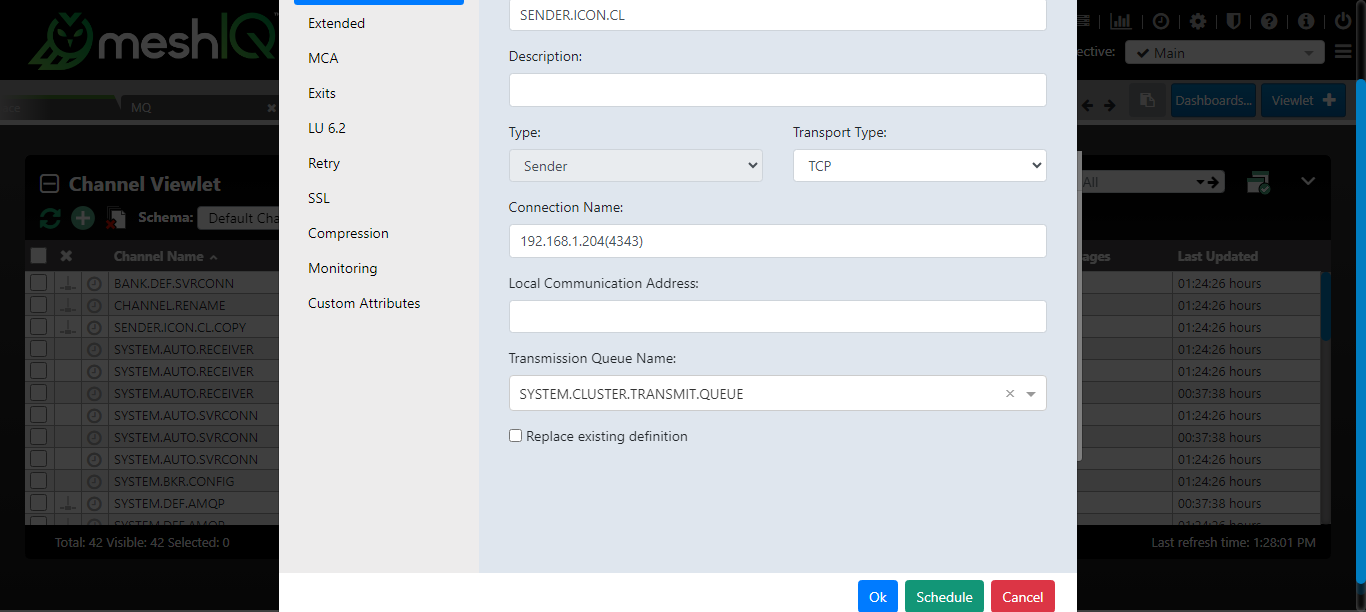 meshIQ
ective:
Main
MQ
Dashboards...
Viewlet
Channel Viewlet
All
Schema:
Default Cha
Channel Name
ages
Last Updated
BANK.DEF.SVRCONN
01:24:26 hours
CHANNEL.RENAME
01:24:26 hours
SENDER.ICON.CL.COPY
01:24:26 hours
SYSTEM.AUTO.RECEIVER
01:24:26 hours
SYSTEM.AUTO.RECEIVER
01:24:26 hours
SYSTEM.AUTO.RECEIVER
00:37:38 hours
SYSTEM.AUTO.SVRCONN
01:24:26 hours
SYSTEM.AUTO.SVRCONN
00:37:38 hours
SYSTEM.AUTO.SVRCONN
01:24:26 hours
SYSTEM.BKR.CONFIG
01:24:26 hours
SYSTEM.DEF.AMQP
00:37:38 hours
SYSTEM.DEF.AMQP
01:24:26 hours
Total: 42 Visible: 42 Selected: 0
Last refresh time: 1:28:01 PM
Extended
MCA
Exits
LU 6.2
Retry
SSL
Compression
Monitoring
Custom Attributes
SENDER.ICON.CL
Description:
Type:
Transport Type:
Sender
TCP
Connection Name:
192.168.1.204(4343)
Local Communication Address:
Transmission Queue Name:
SYSTEM.CLUSTER.TRANSMIT.QUEUE
Replace existing definition
Ok
Schedule
Cancel